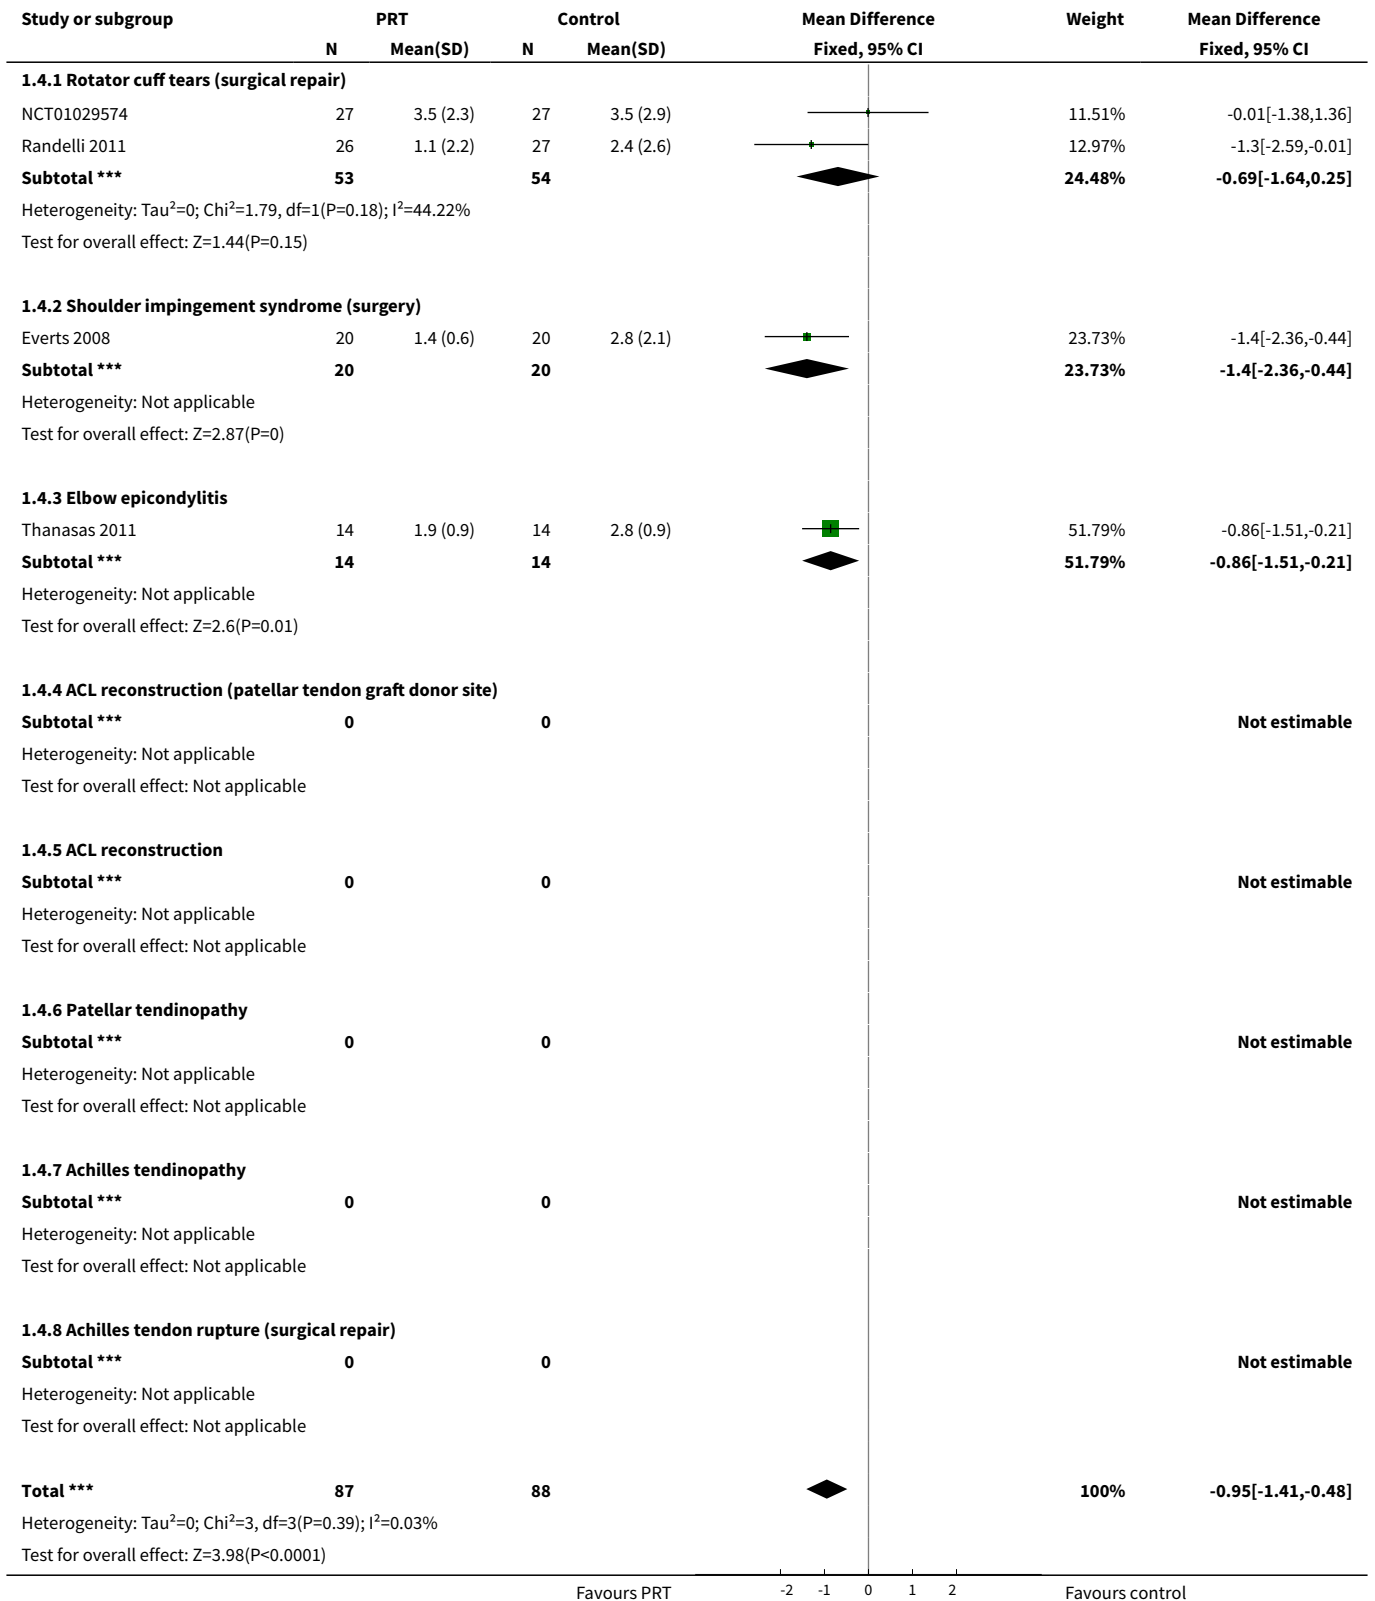 Study or subgroup PRT Control Mean Difference Weight Mean Difference
N Mean(SD) N Mean(SD) Fixed, 95% CI Fixed, 95% CI
1.4.1 Rotator cuff tears (surgical repair)
NCT01029574 27 3.5 (2.3) 27 3.5 (2.9) 11.51% -0.01[-1.38,1.36]
Randelli 2011 26 1.1 (2.2) 27 2.4 (2.6) 12.97% -1.3[-2.59,-0.01]
Subtotal *** 53 54 24.48% -0.69[-1.64,0.25]
Heterogeneity: Tau²=0; Chi²=1.79, df=1(P=0.18); I²=44.22%
Test for overall effect: Z=1.44(P=0.15)
1.4.2 Shoulder impingement syndrome (surgery)
Everts 2008 20 1.4 (0.6) 20 2.8 (2.1) 23.73% -1.4[-2.36,-0.44]
Subtotal *** 20 20 23.73% -1.4[-2.36,-0.44]
Heterogeneity: Not applicable
Test for overall effect: Z=2.87(P=0)
1.4.3 Elbow epicondylitis
Thanasas 2011 14 1.9 (0.9) 14 2.8 (0.9) 51.79% -0.86[-1.51,-0.21]
Subtotal *** 14 14 51.79% -0.86[-1.51,-0.21]
Heterogeneity: Not applicable
Test for overall effect: Z=2.6(P=0.01)
1.4.4 ACL reconstruction (patellar tendon graft donor site)
Subtotal *** 0 0 Not estimable
Heterogeneity: Not applicable
Test for overall effect: Not applicable
1.4.5 ACL reconstruction
Subtotal *** 0 0 Not estimable
Heterogeneity: Not applicable
Test for overall effect: Not applicable
1.4.6 Patellar tendinopathy
Subtotal *** 0 0 Not estimable
Heterogeneity: Not applicable
Test for overall effect: Not applicable
1.4.7 Achilles tendinopathy
Subtotal *** 0 0 Not estimable
Heterogeneity: Not applicable
Test for overall effect: Not applicable
1.4.8 Achilles tendon rupture (surgical repair)
Subtotal *** 0 0 Not estimable
Heterogeneity: Not applicable
Test for overall effect: Not applicable
Total *** 87 88 100% -0.95[-1.41,-0.48]
Heterogeneity: Tau²=0; Chi²=3, df=3(P=0.39); I²=0.03%
Test for overall effect: Z=3.98(P<0.0001)
Favours PRT -2 -1 0 1 2 Favours control